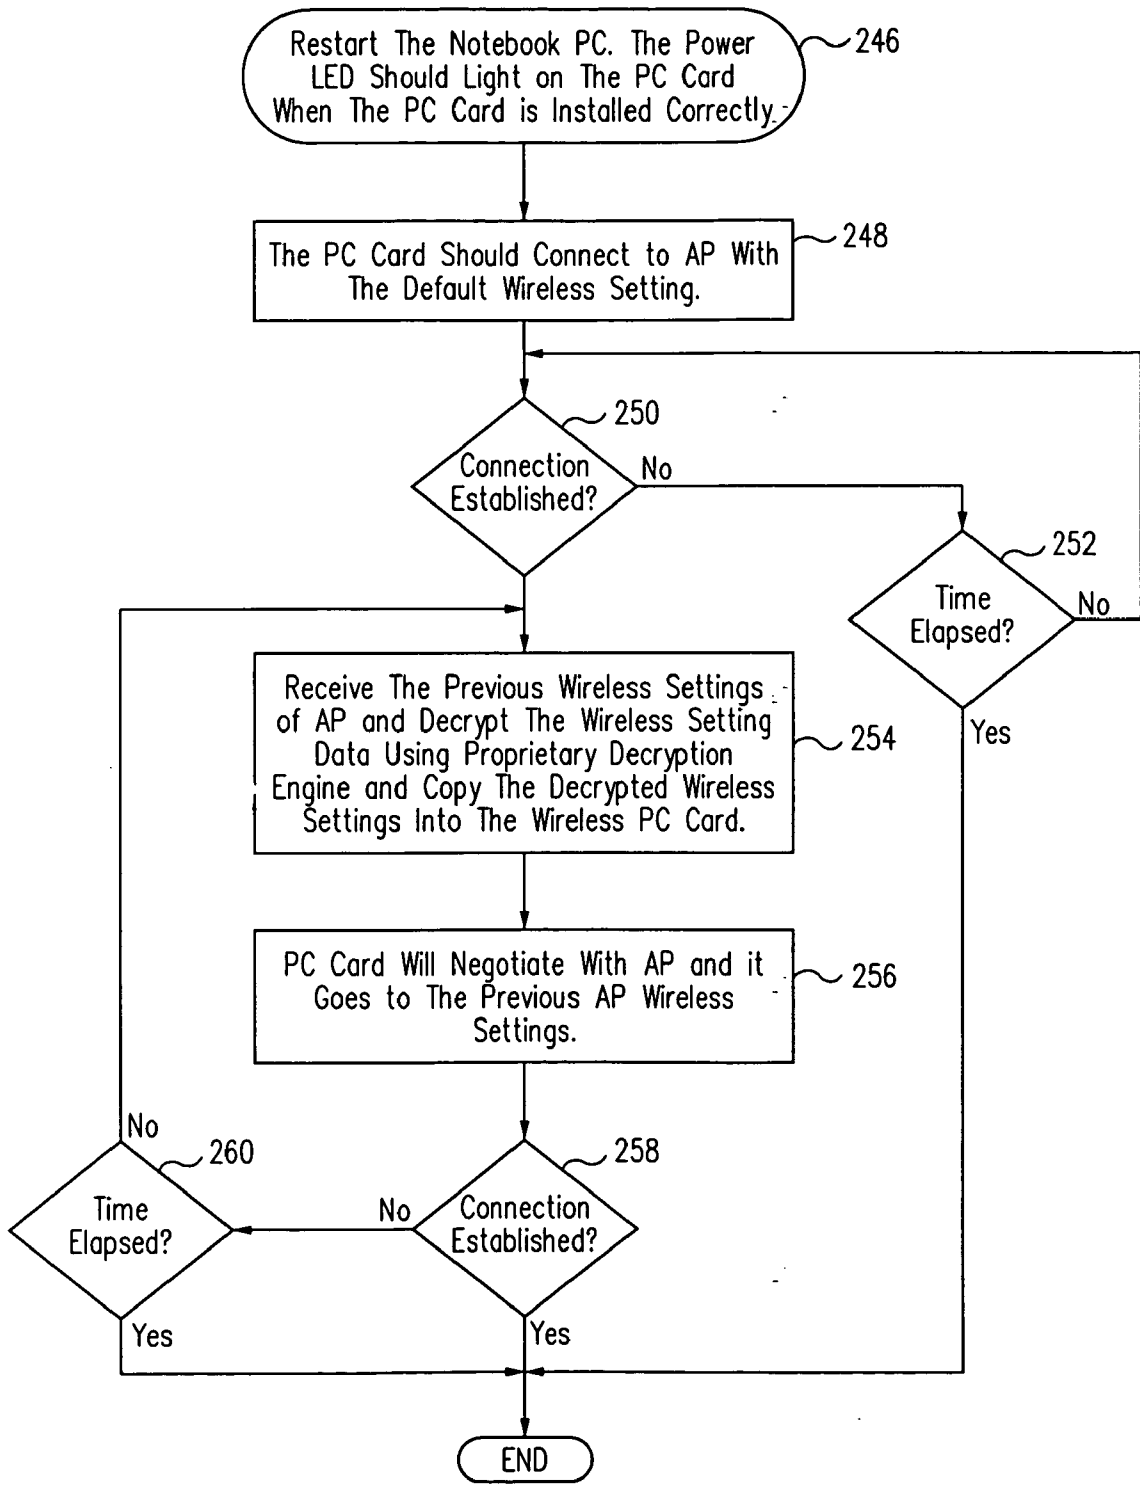 Restart The Notebook PC. The Power
LED Should Light on The PC Card
When The PC Card is Installed Correctly.
246
The PC Card Should Connect to AP With
The Default Wireless Setting.
248
250
Connection
Established?
No
252
Time
Elapsed?
No
Yes
Receive The Previous Wireless Settings
of AP and Decrypt The Wireless Setting
Data Using Proprietary Decryption
Engine and Copy The Decrypted Wireless
Settings Into The Wireless PC Card.
254
PC Card Will Negotiate With AP and it
Goes to The Previous AP Wireless
Settings.
256
No
260
Time
Elapsed?
Yes
No
258
Connection
Established?
Yes
END